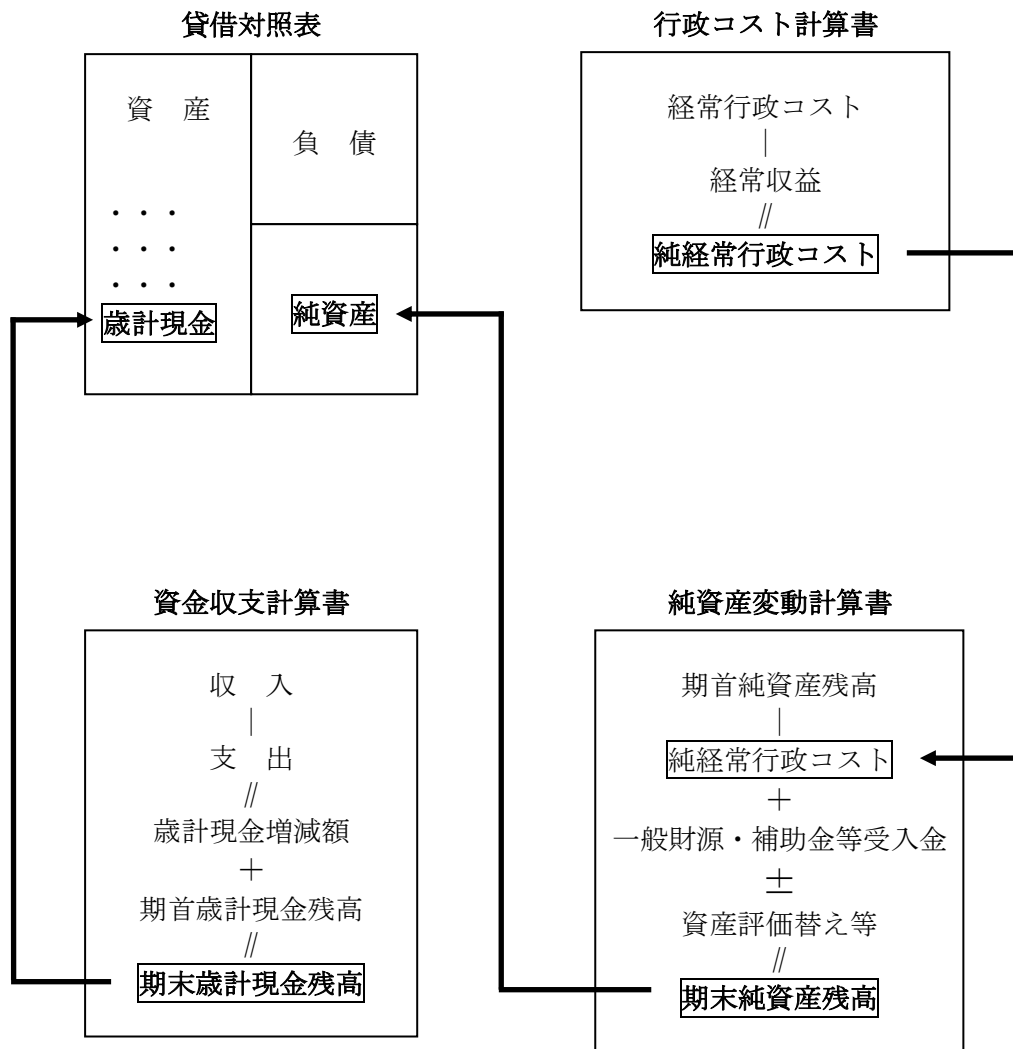 貸借対照表
資　産
・・・
・・・
・・・
歳計現金
負　債
純資産
行政コスト計算書
経常行政コスト
｜
経常収益
//
純経常行政コスト
資金収支計算書
収　入
｜
支　出
//
歳計現金増減額
＋
期首歳計現金残高
//
期末歳計現金残高
純資産変動計算書
期首純資産残高
｜
純経常行政コスト
＋
一般財源・補助金等受入金
±
資産評価替え等
//
期末純資産残高